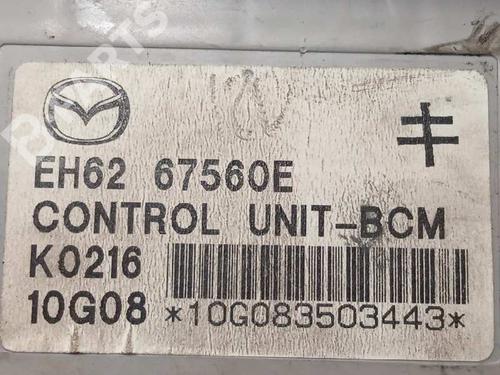 EH62 67560E
CONTROL UNIT-BCM
K0216
10G08 *10G083503443*